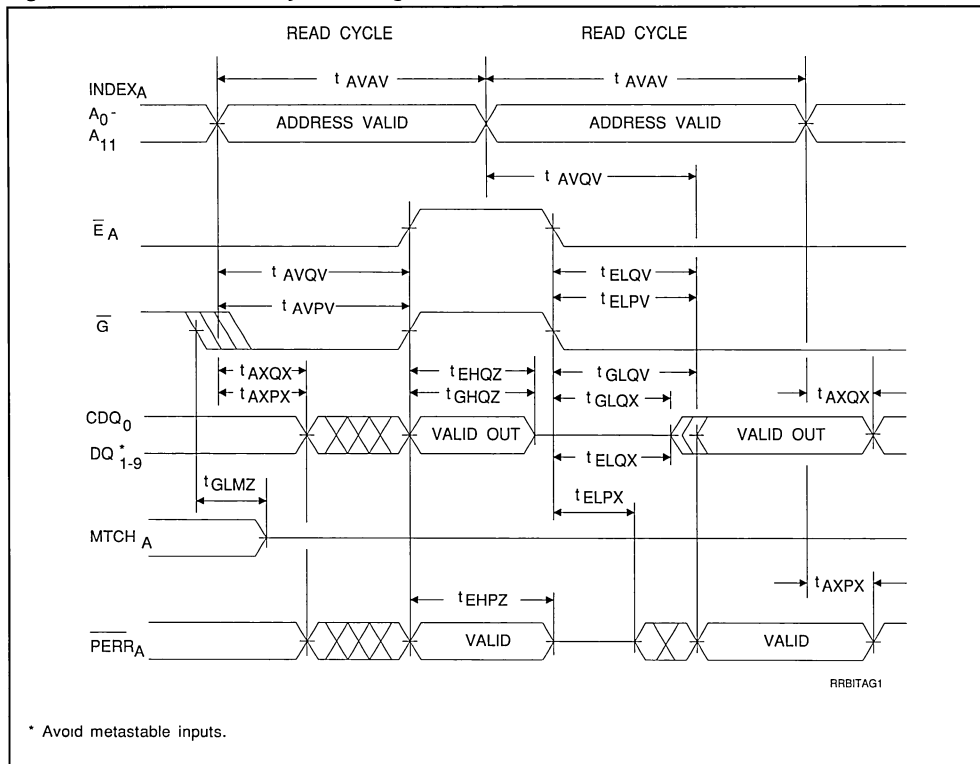 READ CYCLE READ CYCLE
t AVAV t AVAV
INDEXA
A0-
A11
ADDRESS VALID ADDRESS VALID
t AVQV
E A
t AVQV t ELQV
t AVPV t ELPV
G
t AXQX t EHQZ t GLQV
t AXPX t GHQZ t GLQX t AXQX
CDQ0
VALID OUT VALID OUT
DQ*1-9
t ELQX
t GLMZ t ELPX
MTCH A
t AXPX
t EHPZ
PERRA VALID VALID
RRBITAG1
* Avoid metastable inputs.